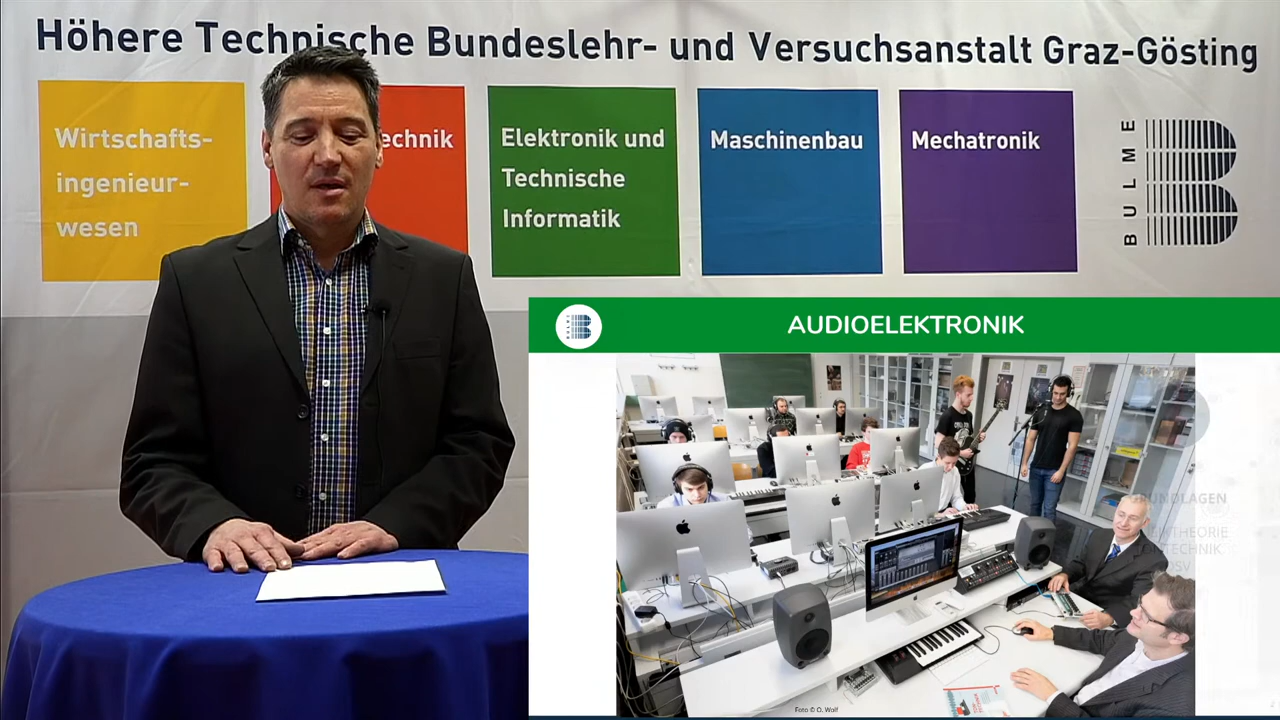 Höhere Technische Bundeslehr- und Versuchsanstalt Graz-Gösting
Wirtschafts-
ingenieur-
wesen
echnik
Elektronik und
Technische
Informatik
Maschinenbau
Mechatronik
BULME
AUDIOELEKTRONIK
GRUNDLAGEN
Foto © O. Wolf